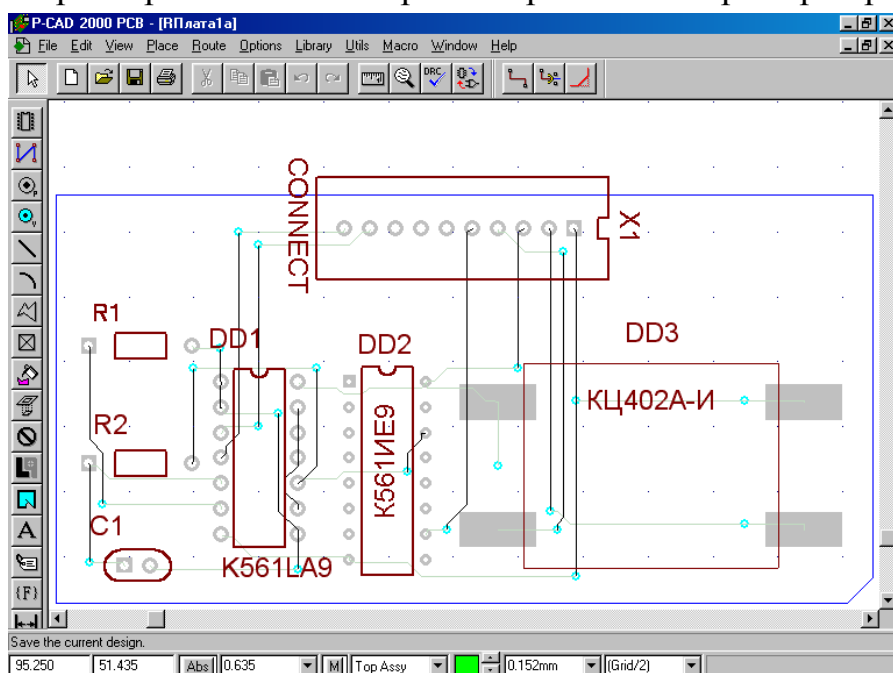 P-CAD 2000 PCB - [RПлата1а]
File Edit View Place Route Options Library Utils Macro Window Help
DRC
CONNECT
X1
R1
DD1
DD2
DD3
КЦ402А-И
R2
К561ИЕ9
C1
K561LA9
A
{F}
Save the current design.
95.250 51.435 Abs 0.635 M Top Assy 0.152mm (Grid/2)